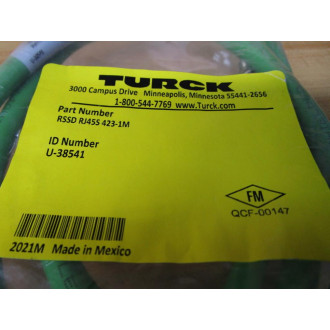 TURCK
3000 Campus Drive Minneapolis, Minnesota 55441-2656
1-800-544-7769 www.Turck.com
Part Number
RSSD RJ45S 423-1M
ID Number
U-38541
FM
QCF-00147
2021M Made in Mexico